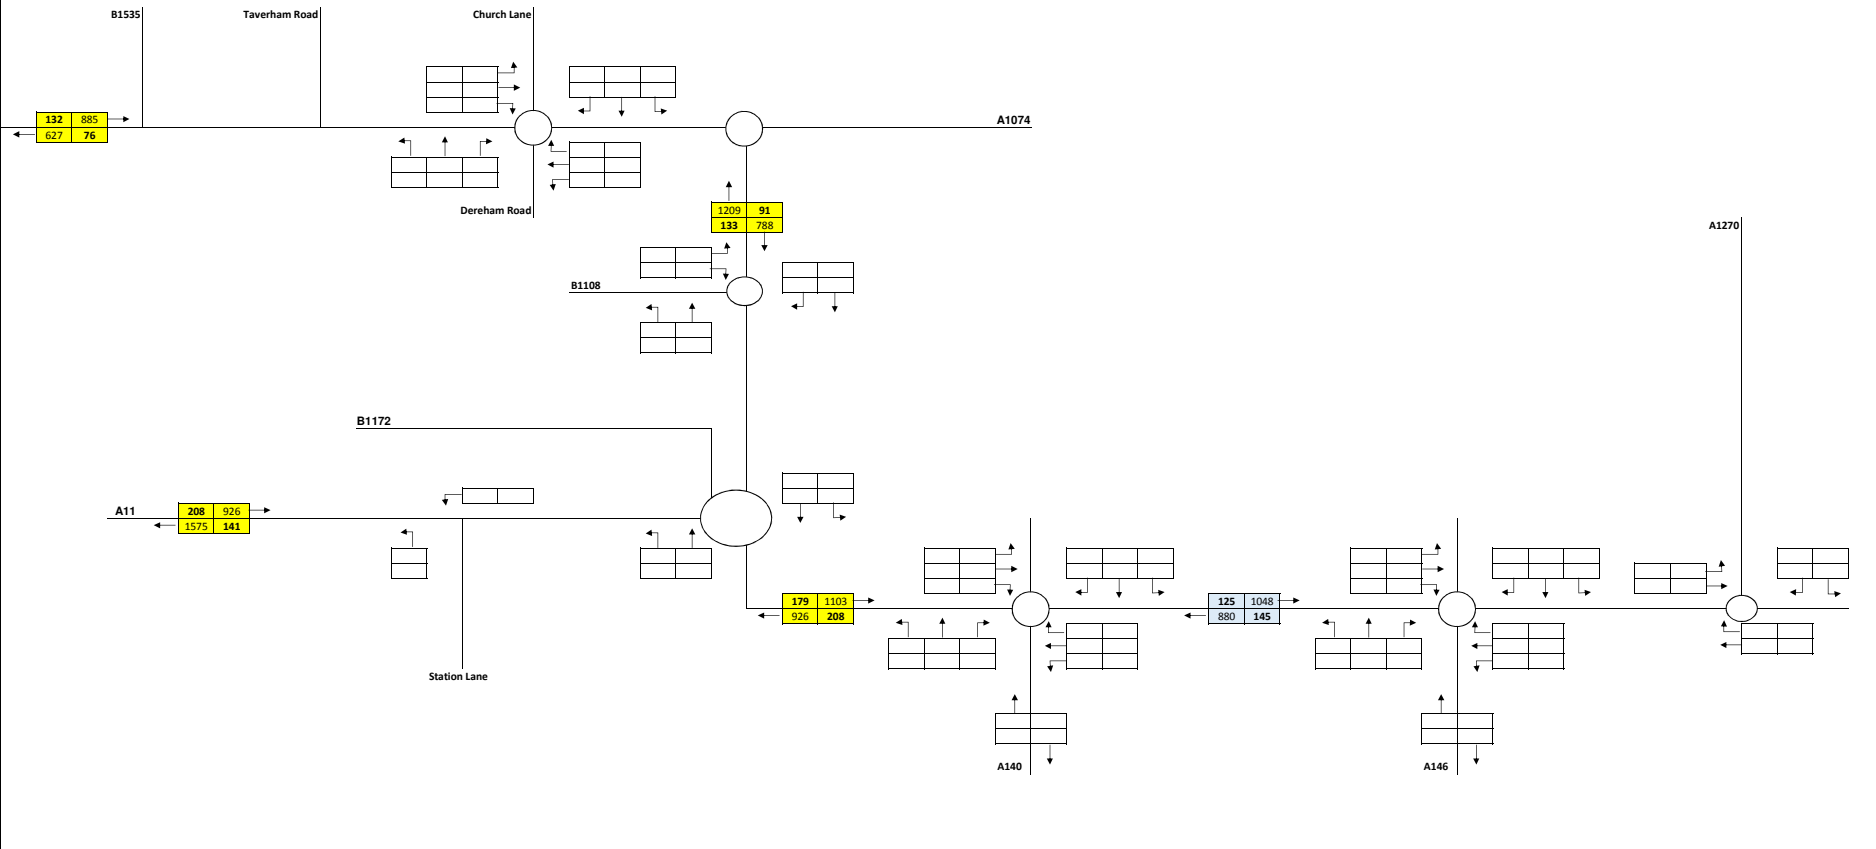 B1535
Taverham Road
Church Lane
132 885
627 76
A1074
Dereham Road
1209 91
133 788
A1270
B1108
B1172
A11
208 926
1575 141
179 1103
926 208
125 1048
880 145
Station Lane
A140
A146